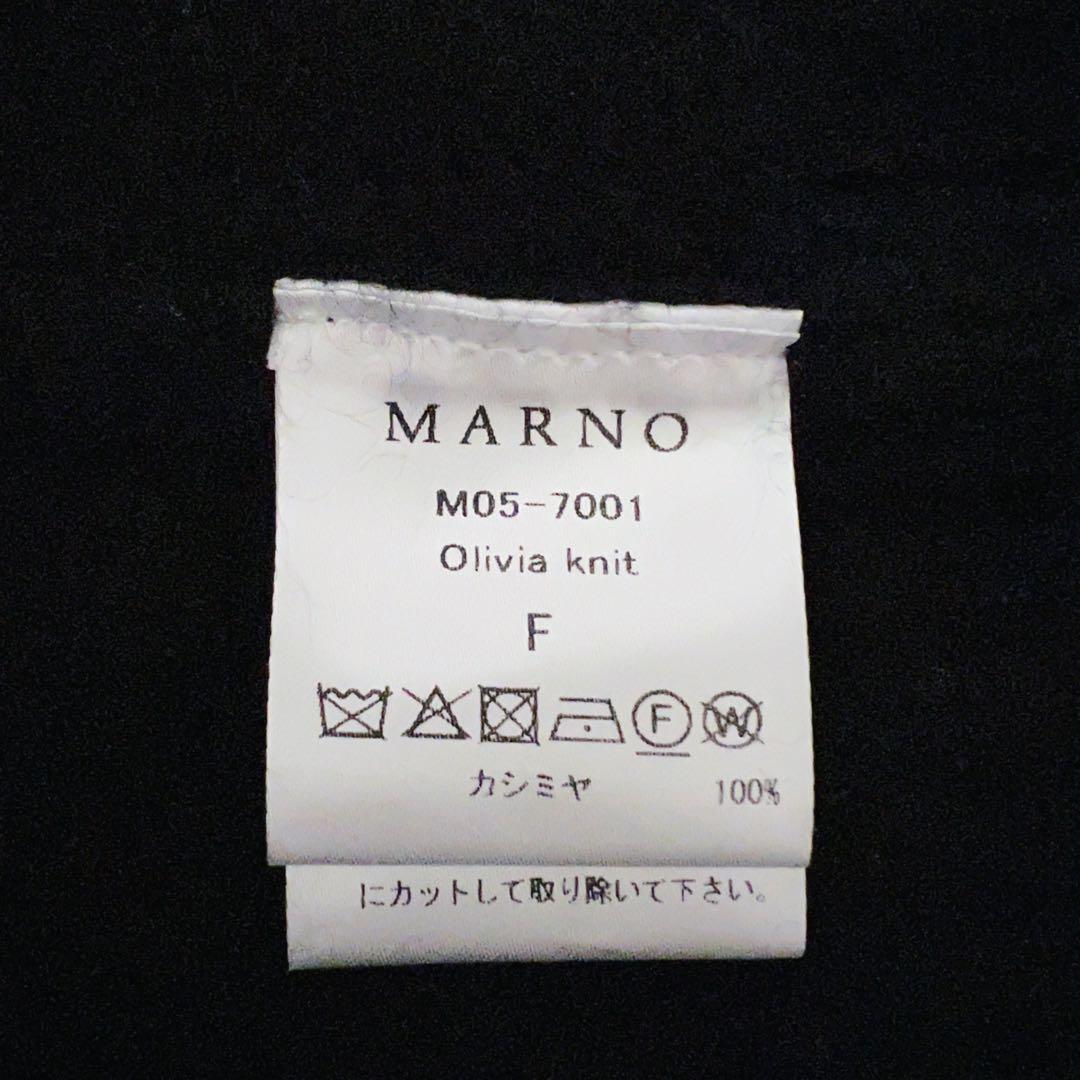 MARNO
M05-7001
Olivia knit
F
F W
カシミヤ 100%
にカットして取り除いて下さい。